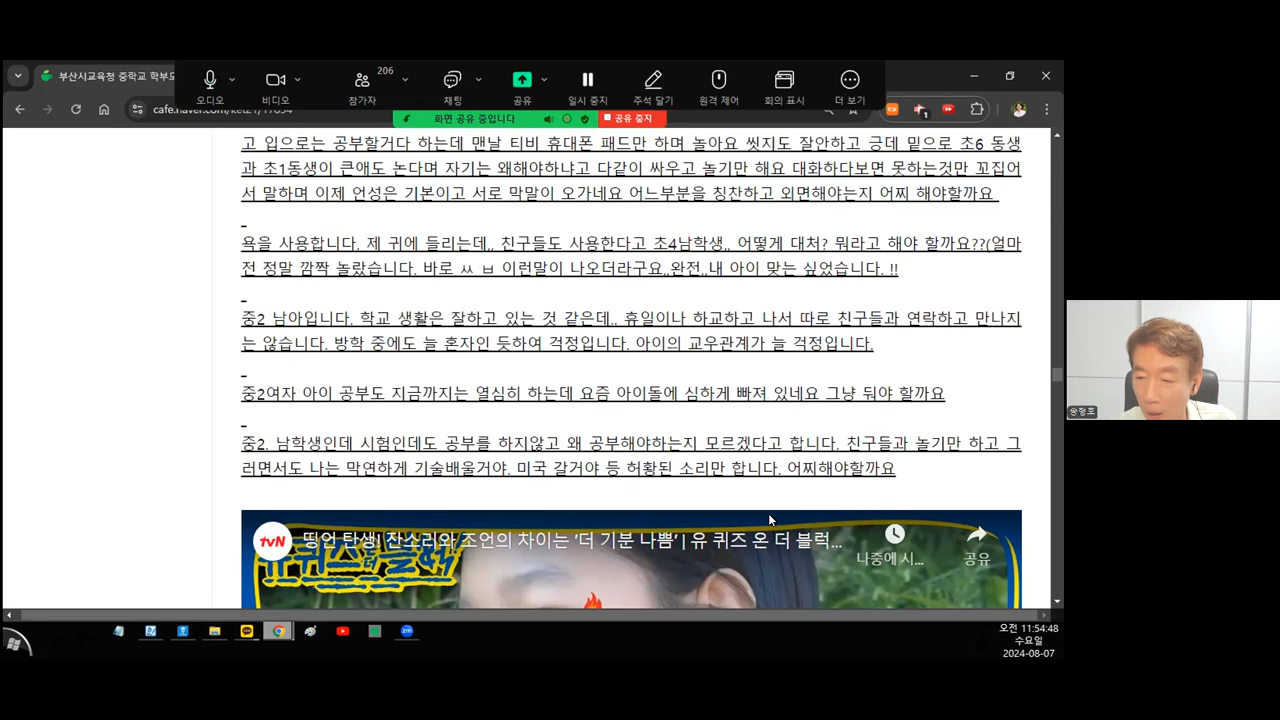 부산시교육청 중학교 학부모
206
오디오 비디오 참가자 채팅 공유 일시 중지 주석 달기 원격 제어 회의 표시 더 보기
화면 공유 중입니다 공유 중지
고 입으로는 공부할거다 하는데 맨날 티비 휴대폰 패드만 하며 놀아요 씻지도 잘안하고 긍데 밑으로 초6 동생
과 초1동생이 큰애도 논다며 자기는 왜해야하냐고 다같이 싸우고 놀기만 해요 대화하다보면 못하는것만 꼬집어
서 말하며 이제 언성은 기본이고 서로 막말이 오가네요 어느부분을 칭찬하고 외면해야는지 어찌 해야할까요
욕을 사용합니다. 제 귀에 들리는데,, 친구들도 사용한다고 초4남학생,, 어떻게 대처? 뭐라고 해야 할까요??(얼마
전 정말 깜짝 놀랐습니다. 바로 ㅆ ㅂ 이런말이 나오더라구요,,완전,,내 아이 맞는 싶었습니다. !!
중2 남아입니다. 학교 생활은 잘하고 있는 것 같은데.. 휴일이나 하교하고 나서 따로 친구들과 연락하고 만나지
는 않습니다. 방학 중에도 늘 혼자인 듯하여 걱정입니다. 아이의 교우관계가 늘 걱정입니다.
중2여자 아이 공부도 지금까지는 열심히 하는데 요즘 아이돌에 심하게 빠져 있네요 그냥 둬야 할까요
중2. 남학생인데 시험인데도 공부를 하지않고 왜 공부해야하는지 모르겠다고 합니다. 친구들과 놀기만 하고 그
러면서도 나는 막연하게 기술배울거야. 미국 갈거야 등 허황된 소리만 합니다. 어찌해야할까요
tvN 띵언 탄생! 잔소리와 조언의 차이는 '더 기분 나쁨' | 유 퀴즈 온 더 블럭...
나중에 시... 공유
유 퀴즈 온 더 블럭
송형호
오전 11:54:48
수요일
2024-08-07